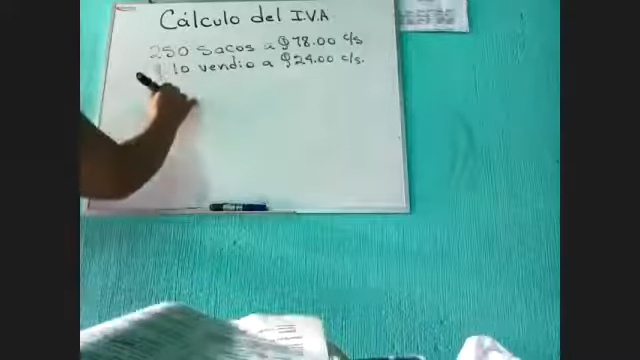 Cálculo del I.V.A
250 Sacos a $78.00 c/s
lo vendio a $24.00 c/s.